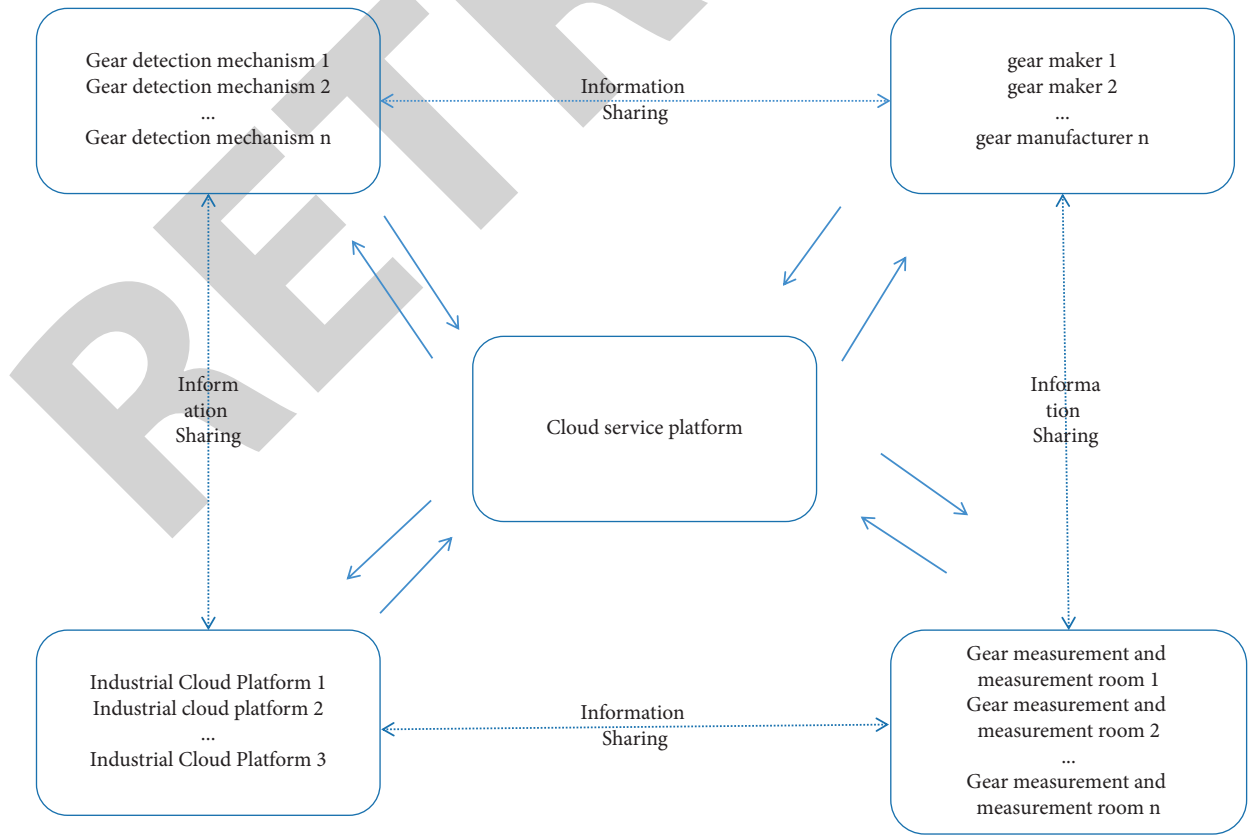 Gear detection mechanism 1
Gear detection mechanism 2
...
Gear detection mechanism n
Information
Sharing
gear maker 1
gear maker 2
...
gear manufacturer n
Inform
ation
Sharing
Cloud service platform
Informa
tion
Sharing
Industrial Cloud Platform 1
Industrial cloud platform 2
...
Industrial Cloud Platform 3
Information
Sharing
Gear measurement and
measurement room 1
Gear measurement and
measurement room 2
...
Gear measurement and
measurement room n
RETR